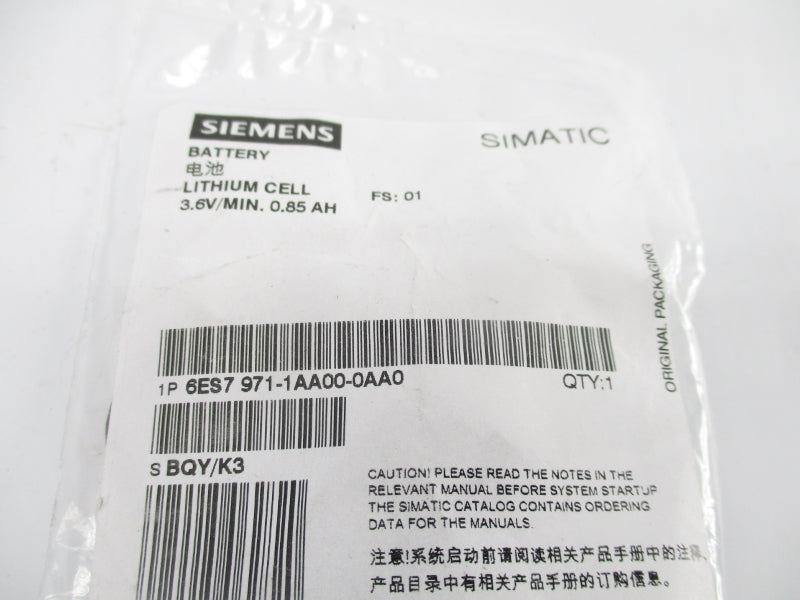 SIEMENS
SIMATIC
BATTERY
电池
LITHIUM CELL
3.6V/MIN. 0.85 AH
FS: 01
ORIGINAL PACKAGING
1P 6ES7 971-1AA00-0AA0
QTY:1
S BQY/K3
CAUTION! PLEASE READ THE NOTES IN THE
RELEVANT MANUAL BEFORE SYSTEM STARTUP
THE SIMATIC CATALOG CONTAINS ORDERING
DATA FOR THE MANUALS.
注意!系统启动前请阅读相关产品手册中的注释,
产品目录中有相关产品手册的订购信息。